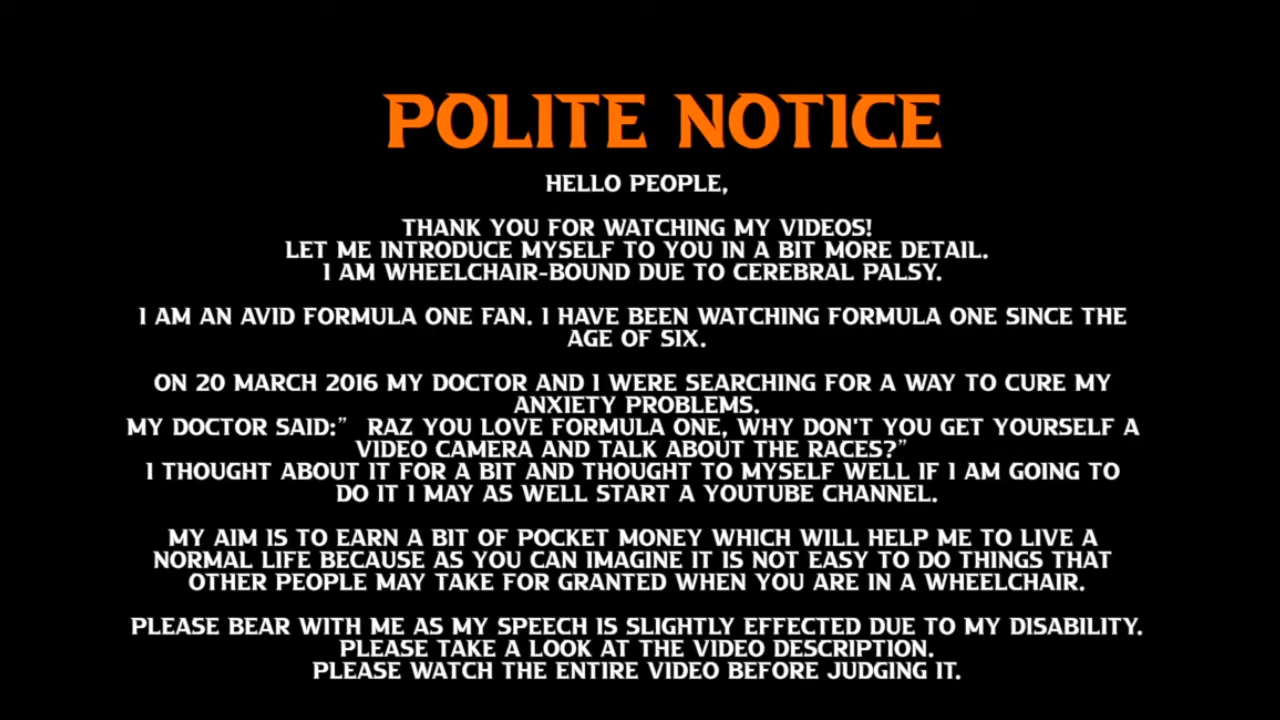 POLITE NOTICE
HELLO PEOPLE,
THANK YOU FOR WATCHING MY VIDEOS!
LET ME INTRODUCE MYSELF TO YOU IN A BIT MORE DETAIL.
I AM WHEELCHAIR-BOUND DUE TO CEREBRAL PALSY.
I AM AN AVID FORMULA ONE FAN. I HAVE BEEN WATCHING FORMULA ONE SINCE THE
AGE OF SIX.
ON 20 MARCH 2016 MY DOCTOR AND I WERE SEARCHING FOR A WAY TO CURE MY
ANXIETY PROBLEMS.
MY DOCTOR SAID:” RAZ YOU LOVE FORMULA ONE, WHY DON'T YOU GET YOURSELF A
VIDEO CAMERA AND TALK ABOUT THE RACES?”
I THOUGHT ABOUT IT FOR A BIT AND THOUGHT TO MYSELF WELL IF I AM GOING TO
DO IT I MAY AS WELL START A YOUTUBE CHANNEL.
MY AIM IS TO EARN A BIT OF POCKET MONEY WHICH WILL HELP ME TO LIVE A
NORMAL LIFE BECAUSE AS YOU CAN IMAGINE IT IS NOT EASY TO DO THINGS THAT
OTHER PEOPLE MAY TAKE FOR GRANTED WHEN YOU ARE IN A WHEELCHAIR.
PLEASE BEAR WITH ME AS MY SPEECH IS SLIGHTLY EFFECTED DUE TO MY DISABILITY.
PLEASE TAKE A LOOK AT THE VIDEO DESCRIPTION.
PLEASE WATCH THE ENTIRE VIDEO BEFORE JUDGING IT.